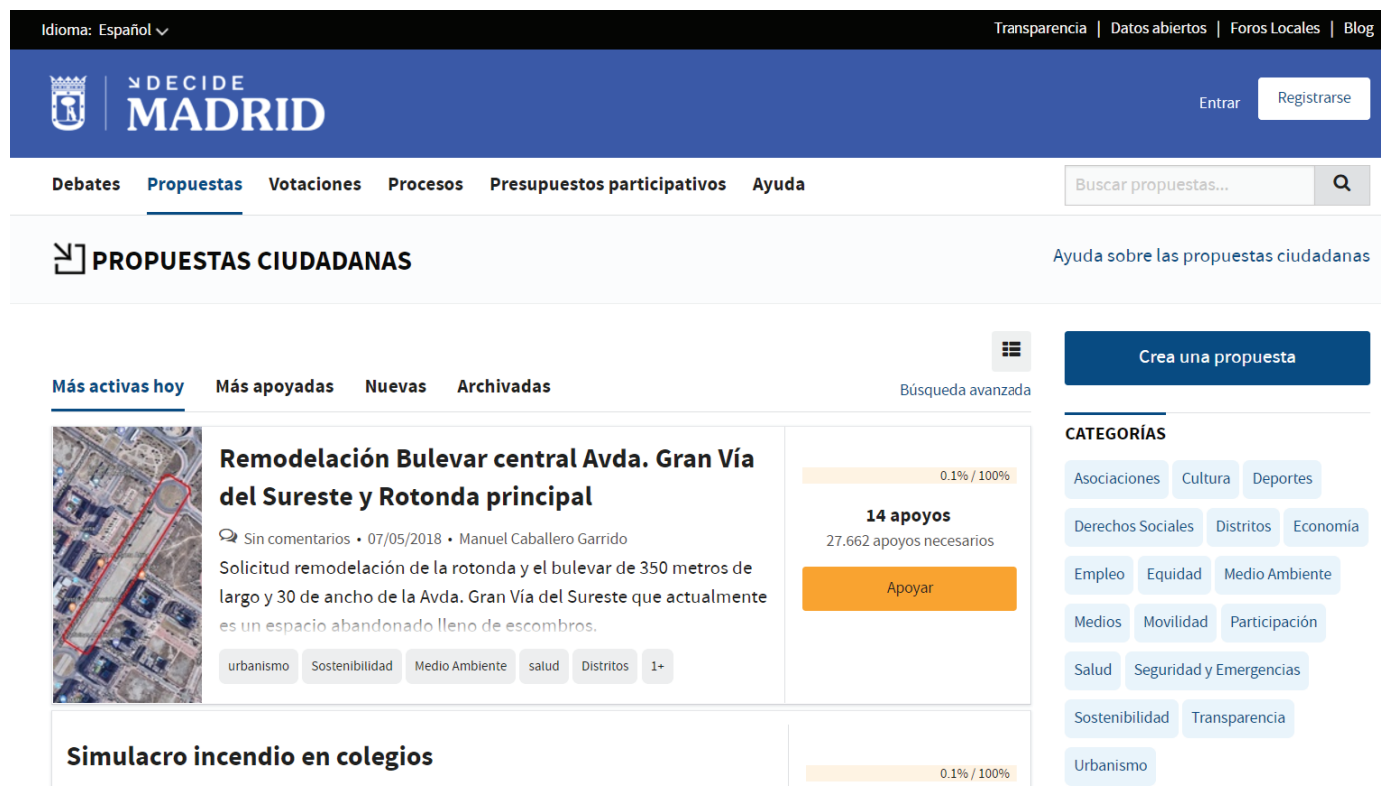 Idioma: Español
Transparencia | Datos abiertos | Foros Locales | Blog
DECIDE
MADRID
Entrar
Registrarse
Debates Propuestas Votaciones Procesos Presupuestos participativos Ayuda
Buscar propuestas...
PROPUESTAS CIUDADANAS
Ayuda sobre las propuestas ciudadanas
Más activas hoy Más apoyadas Nuevas Archivadas
Búsqueda avanzada
Remodelación Bulevar central Avda. Gran Vía
del Sureste y Rotonda principal
Sin comentarios • 07/05/2018 • Manuel Caballero Garrido
Solicitud remodelación de la rotonda y el bulevar de 350 metros de
largo y 30 de ancho de la Avda. Gran Vía del Sureste que actualmente
es un espacio abandonado lleno de escombros.
urbanismo Sostenibilidad Medio Ambiente salud Distritos 1+
0.1% / 100%
14 apoyos
27.662 apoyos necesarios
Apoyar
Simulacro incendio en colegios
0.1% / 100%
Crea una propuesta
CATEGORÍAS
Asociaciones Cultura Deportes
Derechos Sociales Distritos Economía
Empleo Equidad Medio Ambiente
Medios Movilidad Participación
Salud Seguridad y Emergencias
Sostenibilidad Transparencia
Urbanismo